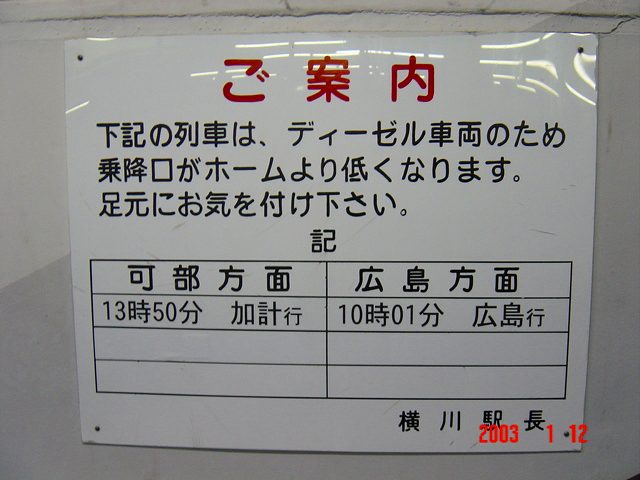 ご案内
下記の列車は、ディーゼル車両のため
乗降口がホームより低くなります。
足元にお気を付け下さい。
記
可部方面 広島方面
13時50分 加計行 10時01分 広島行
横川駅長
2003 1 12